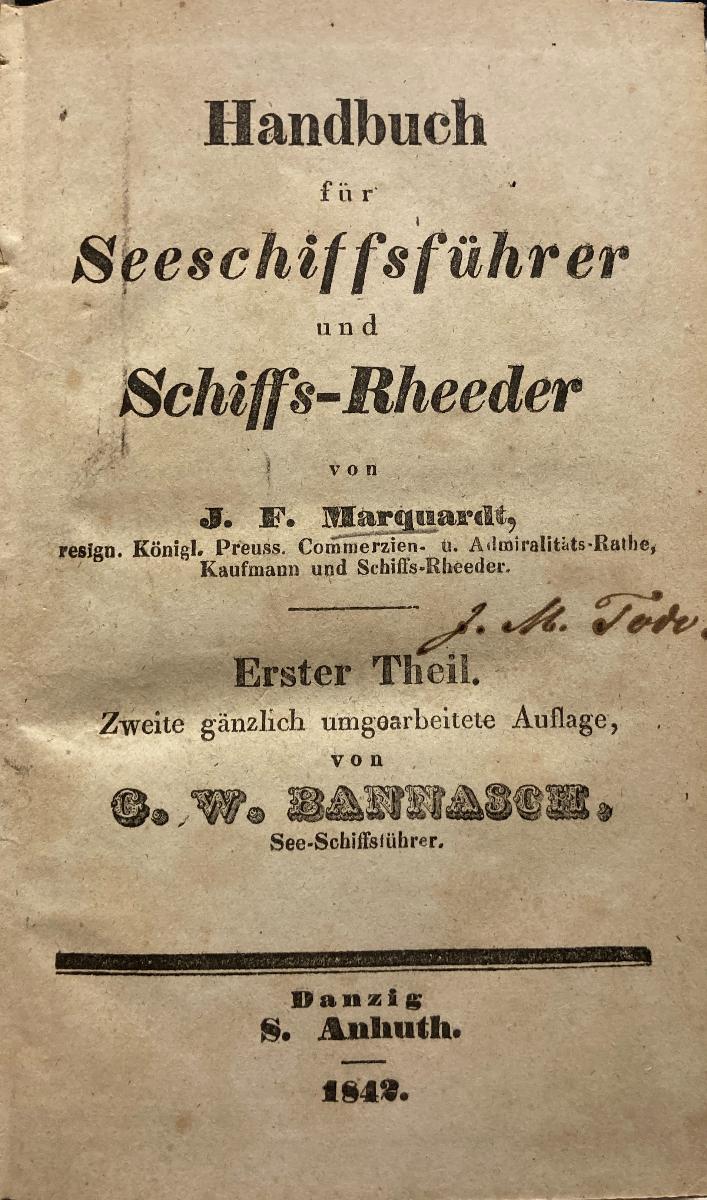 Handbuch
für
Seeschiffsführer
und
Schiffs-Rheeder
von
J. F. Marquardt,
resign. Königl. Preuss. Commerzien- u. Admiralitäts-Rathe,
Kaufmann und Schiffs-Rheeder.
J. M. Tode.
Erster Theil.
Zweite gänzlich umgearbeitete Auflage,
von
C. W. BANNASCH,
See-Schiffsführer.
Danzig
S. Anhuth.
1842.